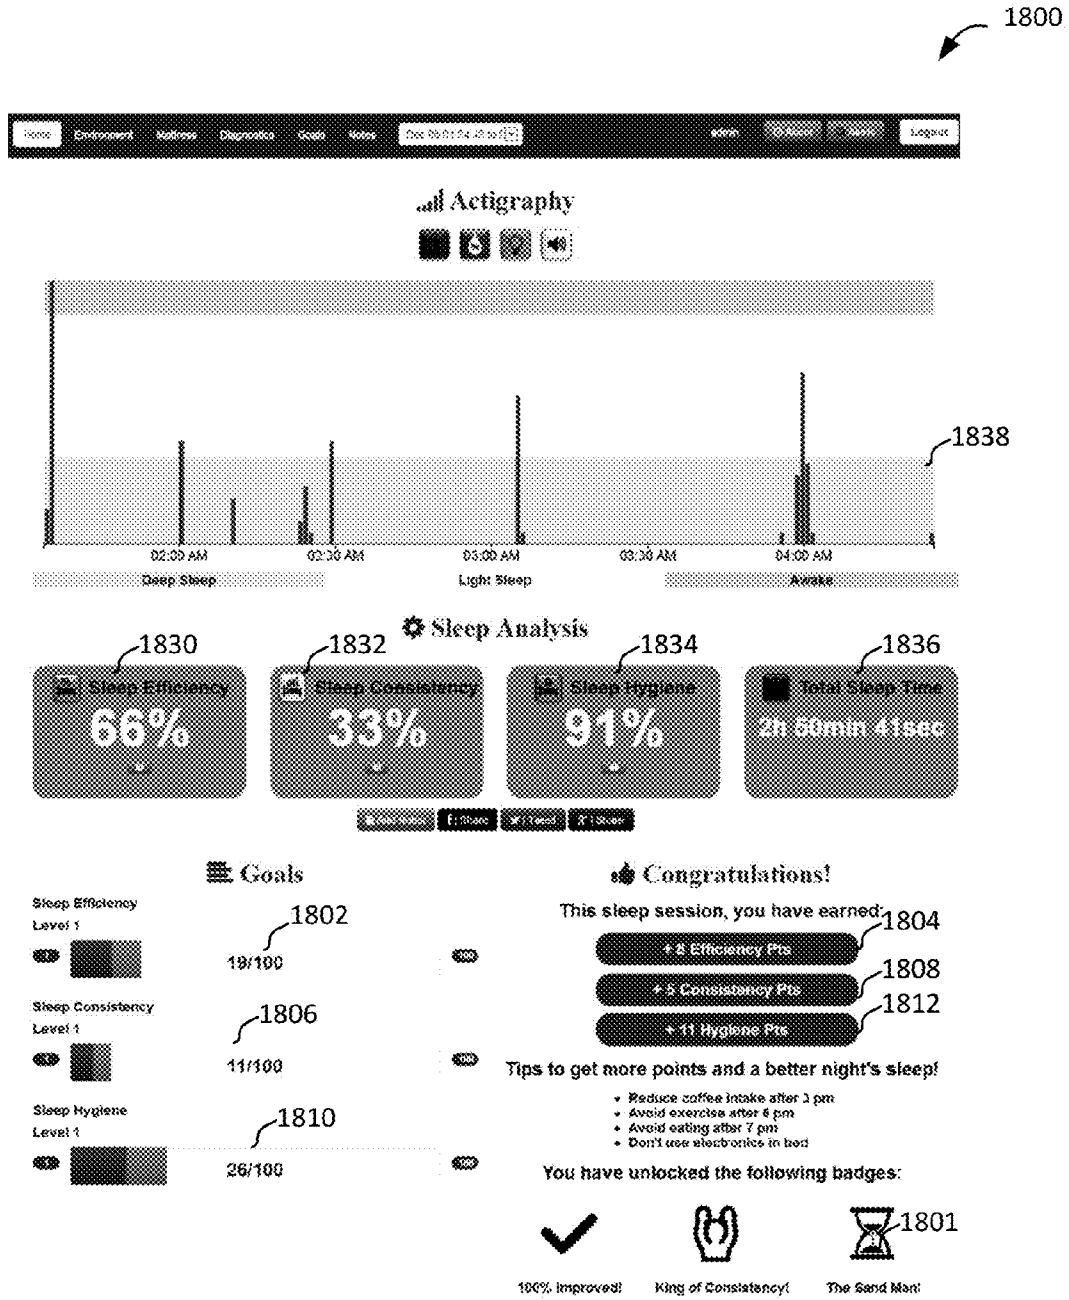 1800
Home Environment Mattress Diagnostics Goals Notes admin Logout
Actigraphy
1838
02:00 AM 02:30 AM 03:00 AM 03:30 AM 04:00 AM
Deep Sleep Light Sleep Awake
Sleep Analysis
1830 1832 1834 1836
Sleep Efficiency Sleep Consistency Sleep Hygiene Total Sleep Time
66% 33% 91% 2h 50min 41sec
Share
Goals Congratulations!
Sleep Efficiency
Level 1
1802
19/100 100
This sleep session, you have earned:
1804
+ 8 Efficiency Pts
1808
+ 5 Consistency Pts
1812
+ 11 Hygiene Pts
Sleep Consistency
Level 1
1806
11/100 100
Tips to get more points and a better night's sleep!
• Reduce coffee intake after 3 pm
• Avoid exercise after 6 pm
• Avoid eating after 7 pm
• Don't use electronics in bed
Sleep Hygiene
Level 1
1810
26/100 100
You have unlocked the following badges:
1801
100% Improved! King of Consistency! The Sand Man!